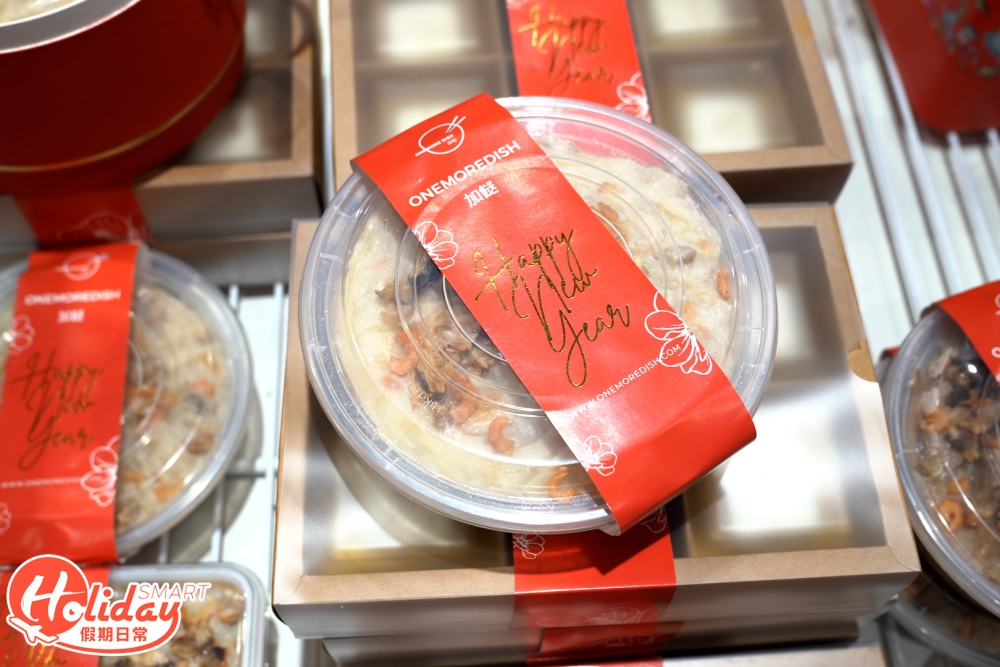 Happy
New
Year
ONEMOREDISH
加餸
Happy
New
Year
WWW.ONEMOREDISH.COM
ONEMOREDISH
加餸
Happy
New
Year
Holiday
SMART
假期日常